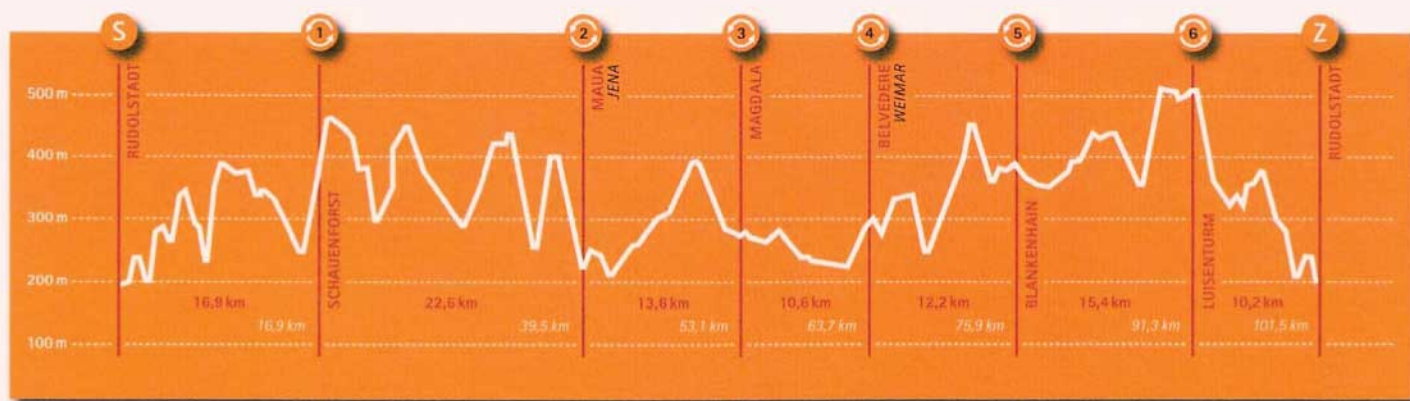 S 1 2 3 4 5 6 Z
500 m
400 m
300 m
200 m
100 m
RUDOLSTADT
SCHAUENFORST
MAUA
JENA
MAGDALA
BELVEDERE
WEIMAR
BLANKENHAIN
LUISENTURM
RUDOLSTADT
16,9 km 22,6 km 13,6 km 10,6 km 12,2 km 15,4 km 10,2 km
16,9 km 39,5 km 53,1 km 63,7 km 75,9 km 91,3 km 101,5 km